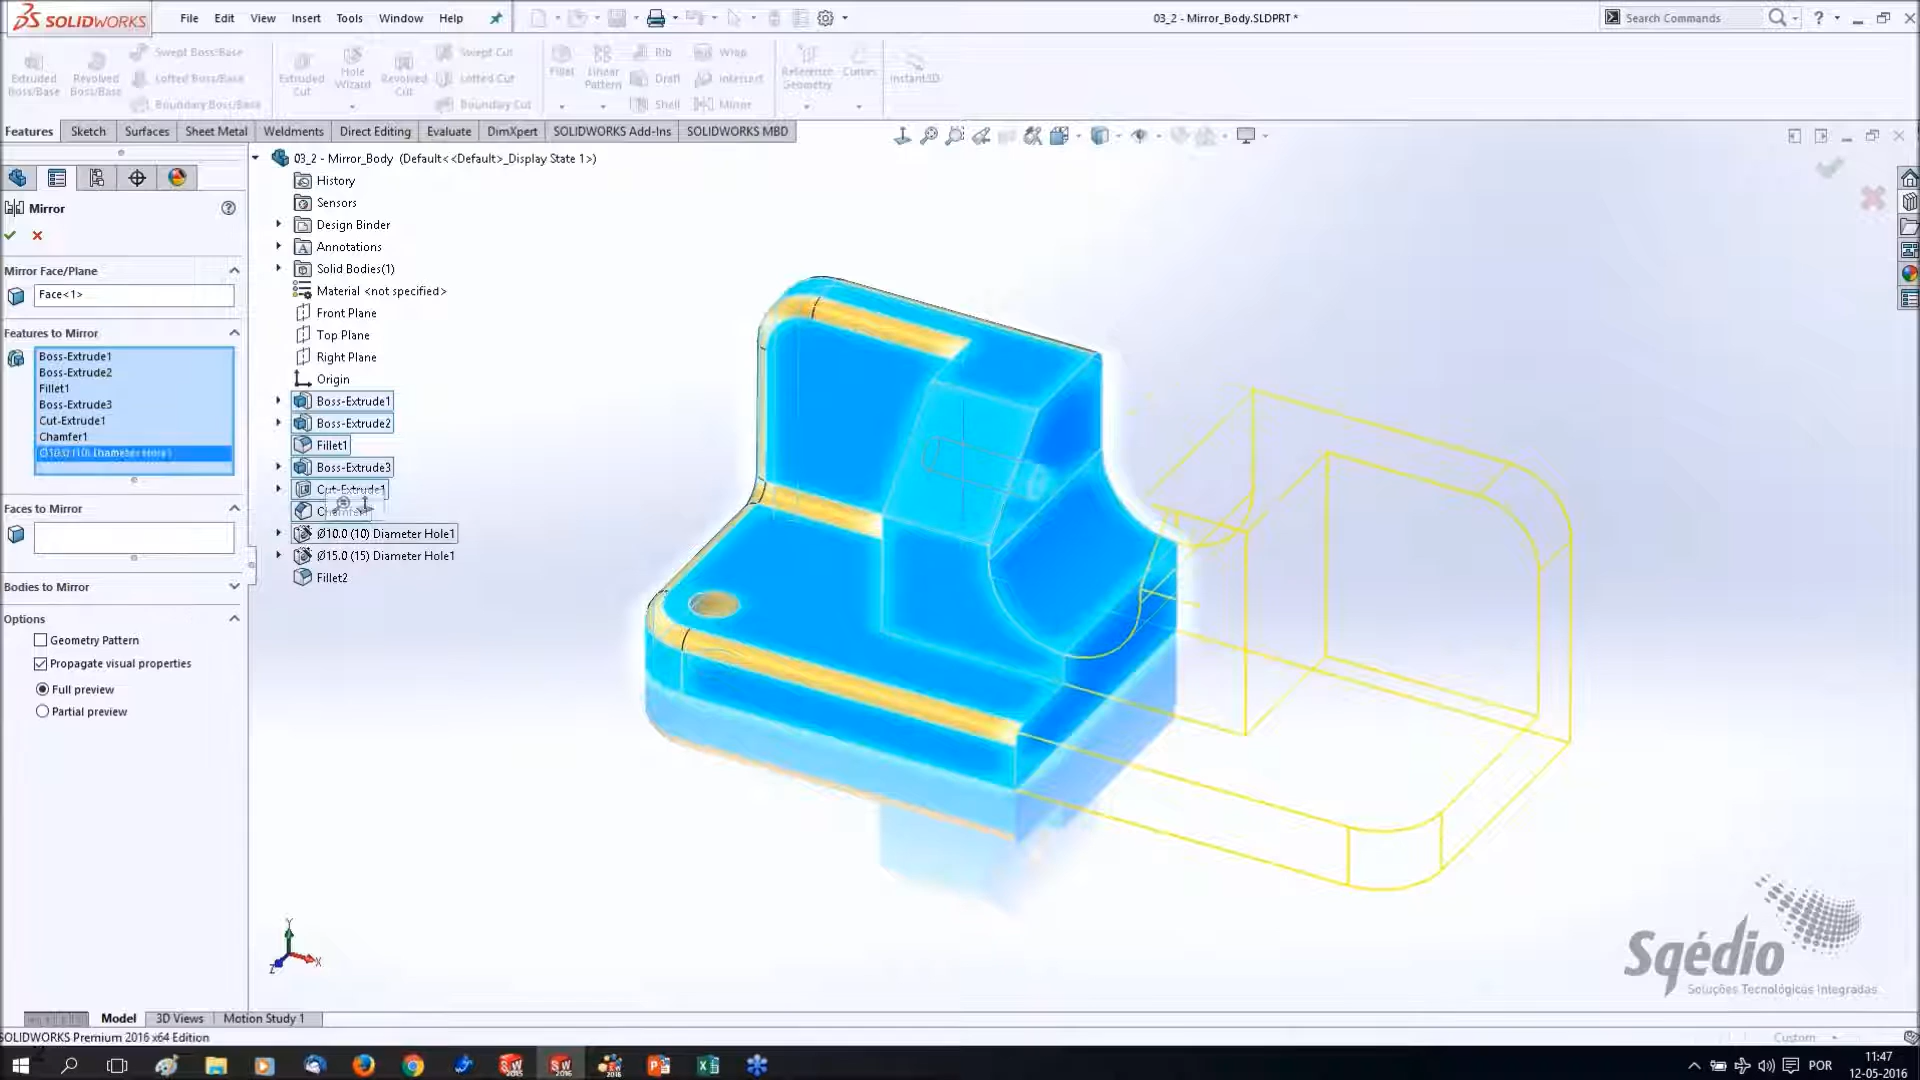 SOLIDWORKS File Edit View Insert Tools Window Help 03_2 - Mirror_Body.SLDPRT * Search Commands ?
Extruded Boss/Base
Revolved Boss/Base
Swept Boss/Base
Lofted Boss/Base
Boundary Boss/Base
Extruded Cut
Hole Wizard
Revolved Cut
Swept Cut
Lofted Cut
Boundary Cut
Fillet
Linear Pattern
Rib
Draft
Shell
Wrap
Intersect
Mirror
Reference Geometry
Curves
Instant3D
Features Sketch Surfaces Sheet Metal Weldments Direct Editing Evaluate DimXpert SOLIDWORKS Add-Ins SOLIDWORKS MBD
Mirror
Mirror Face/Plane
Face<1>
Features to Mirror
Boss-Extrude1
Boss-Extrude2
Fillet1
Boss-Extrude3
Cut-Extrude1
Chamfer1
Ø10.0 (10) Diameter Hole1
Faces to Mirror
Bodies to Mirror
Options
Geometry Pattern
Propagate visual properties
Full preview
Partial preview
03_2 - Mirror_Body (Default<<Default>_Display State 1>)
History
Sensors
Design Binder
Annotations
Solid Bodies(1)
Material <not specified>
Front Plane
Top Plane
Right Plane
Origin
Boss-Extrude1
Boss-Extrude2
Fillet1
Boss-Extrude3
Cut-Extrude1
Chamfer1
Ø10.0 (10) Diameter Hole1
Ø15.0 (15) Diameter Hole1
Fillet2
Y
X
Z
Sqédio
Soluções Tecnológicas Integradas
Model 3D Views Motion Study 1
SOLIDWORKS Premium 2016 x64 Edition
Custom
POR
11:47
12-05-2016